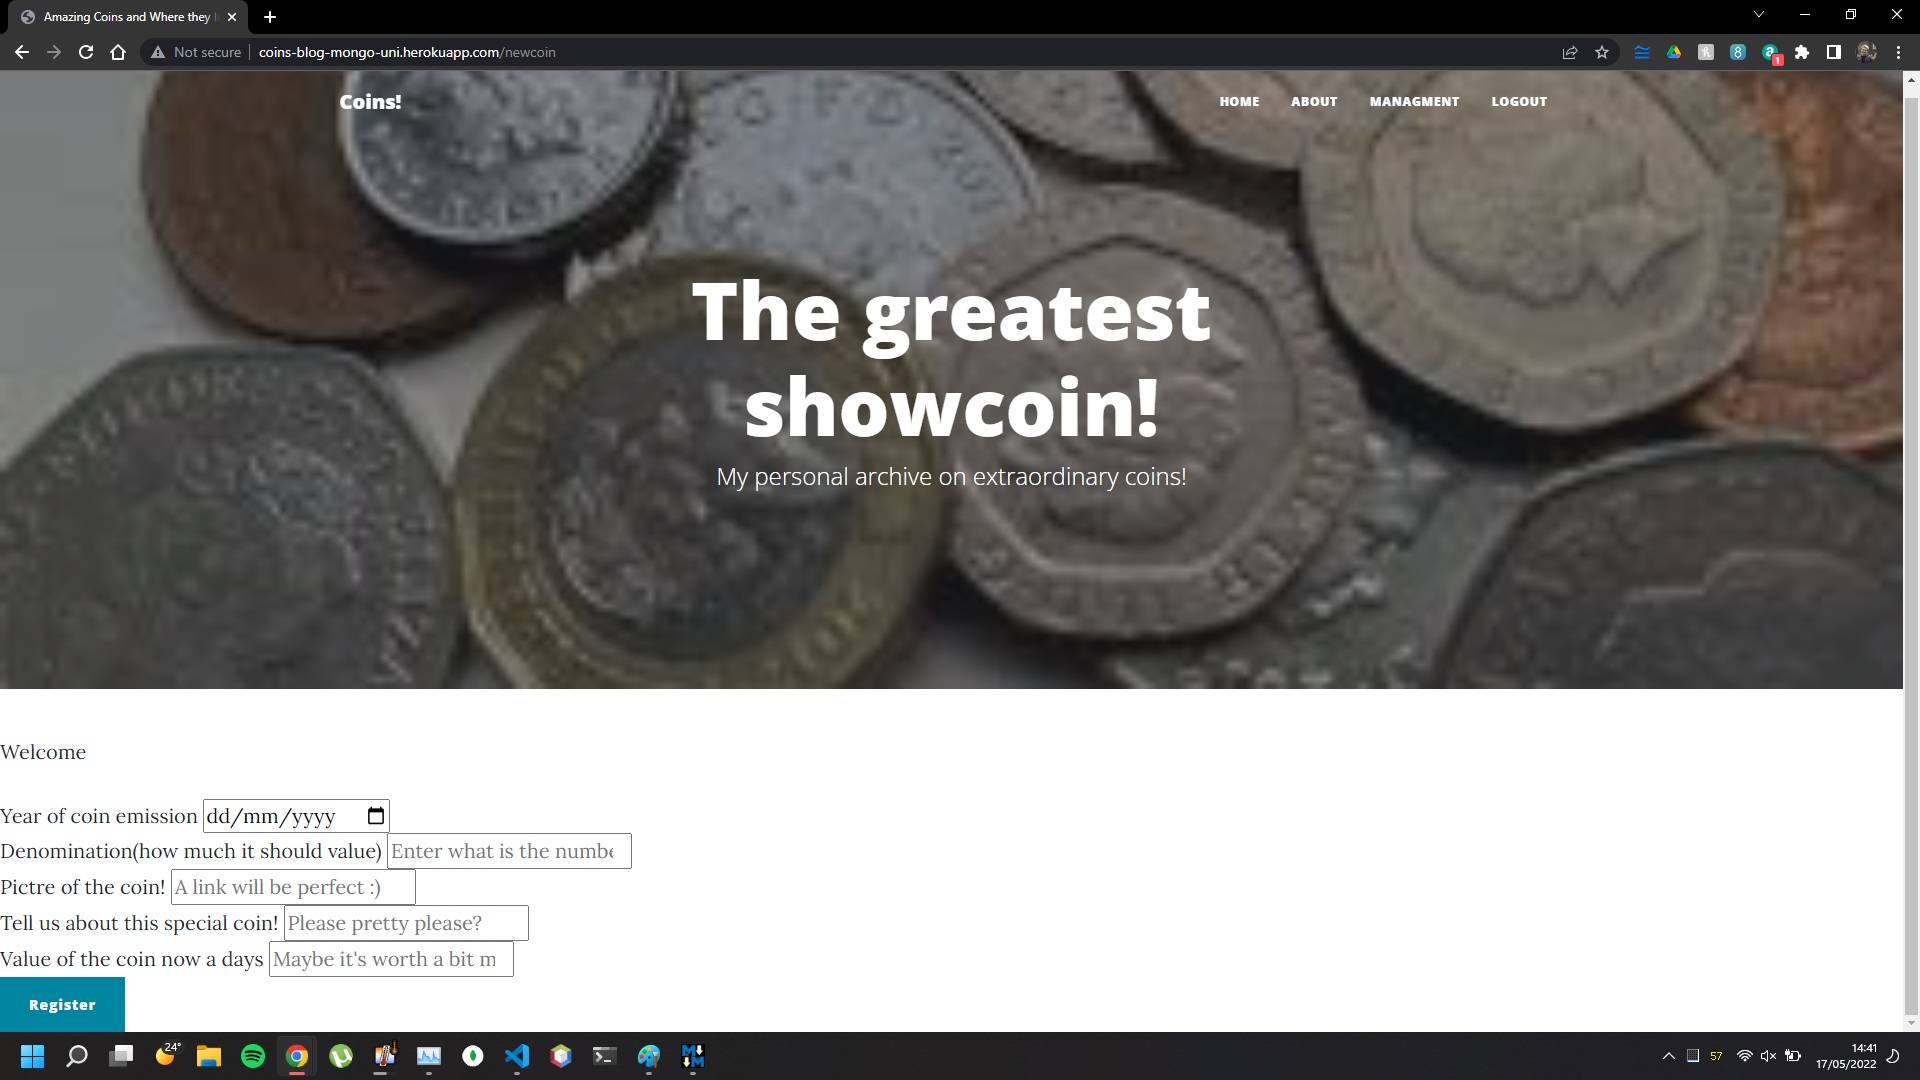 Amazing Coins and Where they
Not secure
coins-blog-mongo-uni.herokuapp.com/newcoin
1
Coins!
HOME ABOUT MANAGMENT LOGOUT
The greatest
showcoin!
My personal archive on extraordinary coins!
Welcome
Year of coin emission dd/mm/yyyy
Denomination(how much it should value) Enter what is the numbe
Pictre of the coin! A link will be perfect :)
Tell us about this special coin! Please pretty please?
Value of the coin now a days Maybe it's worth a bit m
Register
24°
57
14:41
17/05/2022